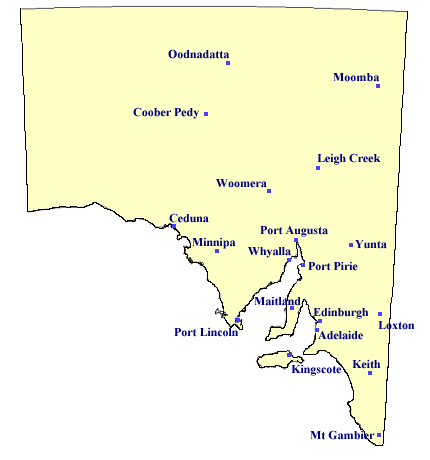 Oodnadatta
Moomba
Coober Pedy
Leigh Creek
Woomera
Ceduna
Port Augusta
Minnipa
Yunta
Whyalla
Port Pirie
Maitland
Edinburgh
Loxton
Port Lincoln
Adelaide
Kingscote
Keith
Mt Gambier